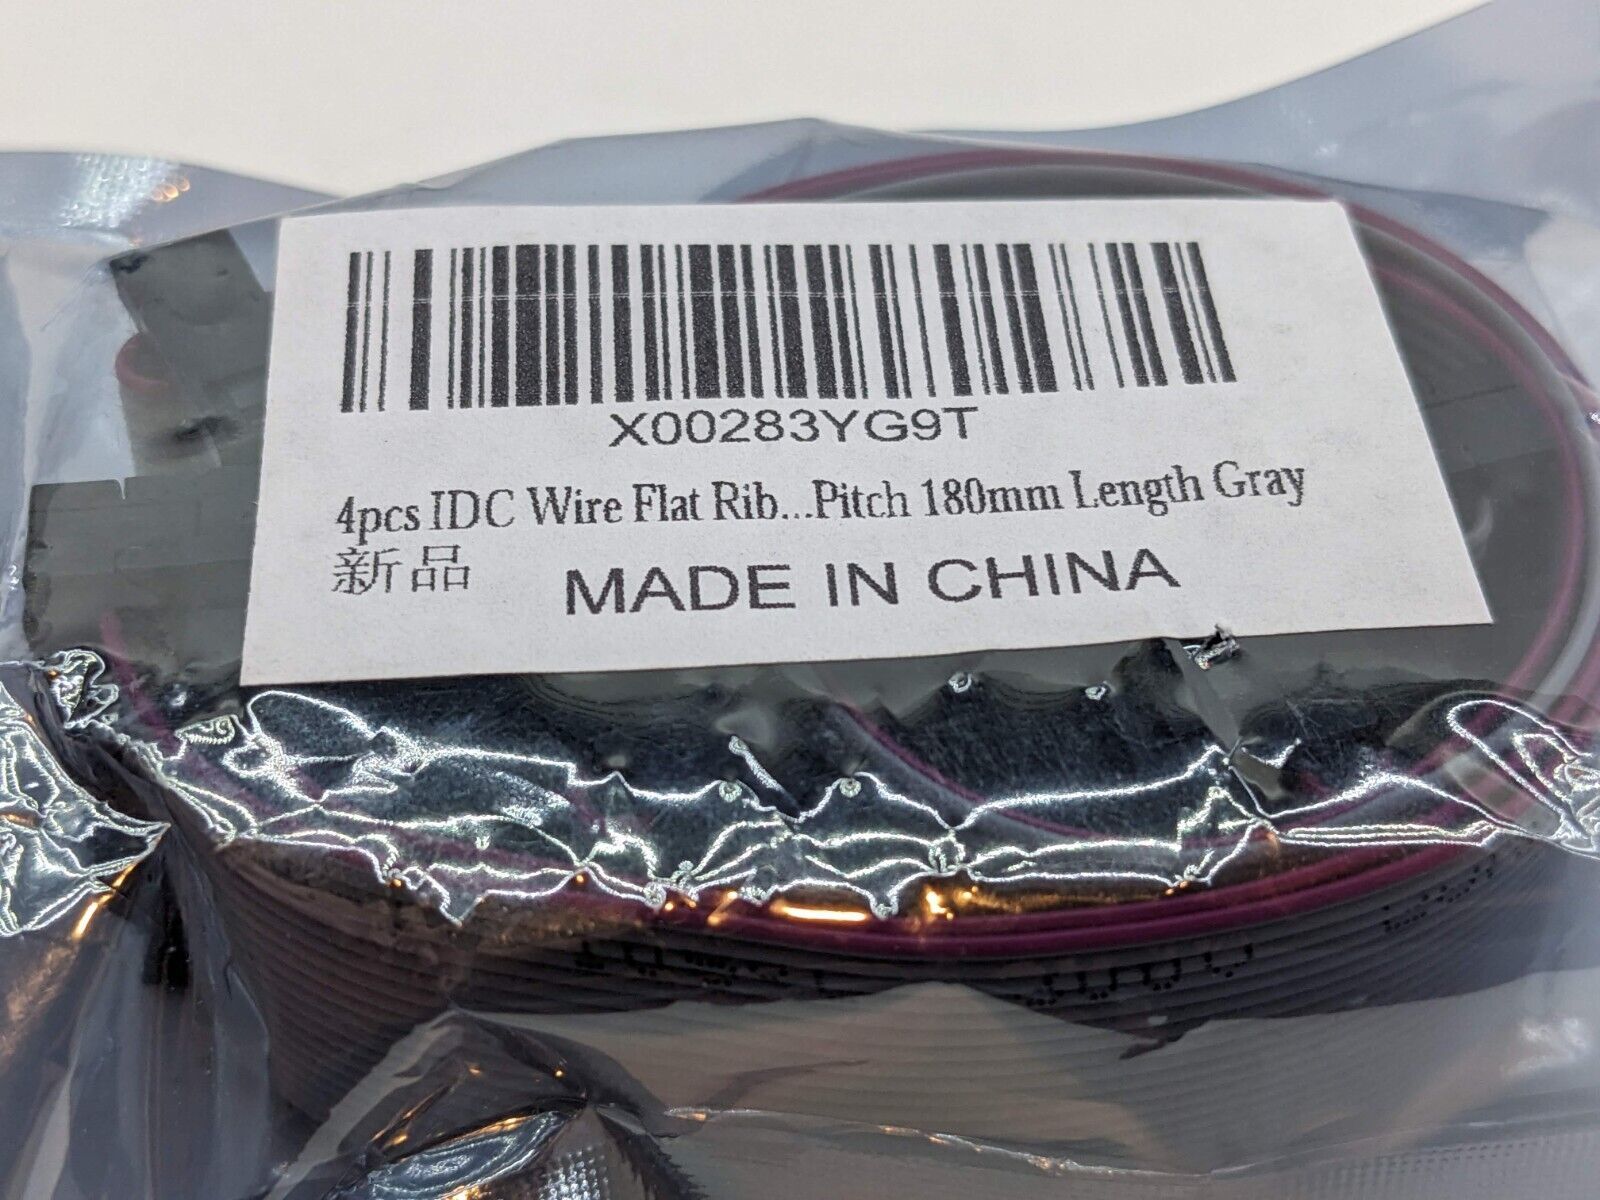 X00283YG9T
4pcs IDC Wire Flat Rib...Pitch 180mm Length Gray
新品
MADE IN CHINA